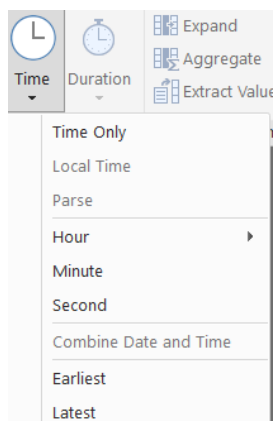 Time
Duration
Expand
Aggregate
Extract Value
Time Only
Local Time
Parse
Hour
Minute
Second
Combine Date and Time
Earliest
Latest